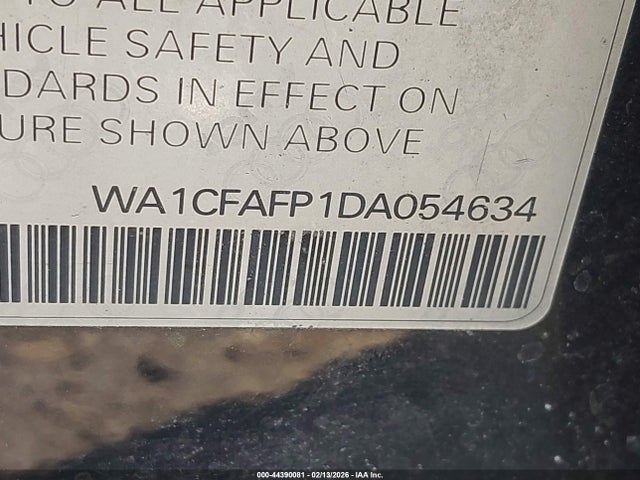 TO ALL APPLICABLE
HICLE SAFETY AND
DARDS IN EFFECT ON
URE SHOWN ABOVE
WA1CFAFP1DA054634
000-44390081 - 02/13/2026 - IAA Inc.